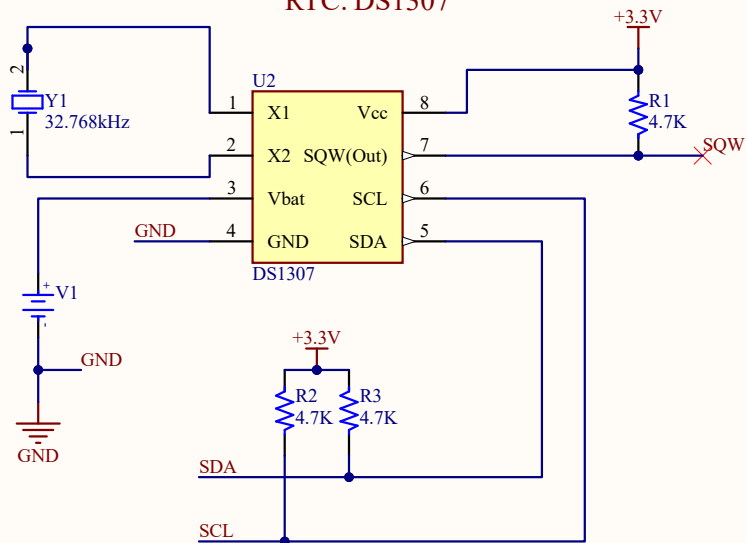 RTC: DS1307
+3.3V
U2
2
Y1
32.768kHz
1
1
X1
Vcc
8
R1
4.7K
2
X2
SQW(Out)
7
SQW
3
Vbat
SCL
6
GND
4
GND
SDA
5
DS1307
+
V1
-
GND
GND
+3.3V
R2
4.7K
R3
4.7K
SDA
SCL